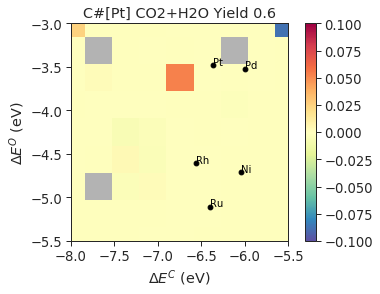 C#[Pt] CO2+H2O Yield 0.6
−3.0
−3.5
−4.0
−4.5
−5.0
−5.5
ΔE^O (eV)
Pt
Pd
Rh
Ni
Ru
−8.0 −7.5 −7.0 −6.5 −6.0 −5.5
ΔE^C (eV)
0.100
0.075
0.050
0.025
0.000
−0.025
−0.050
−0.075
−0.100